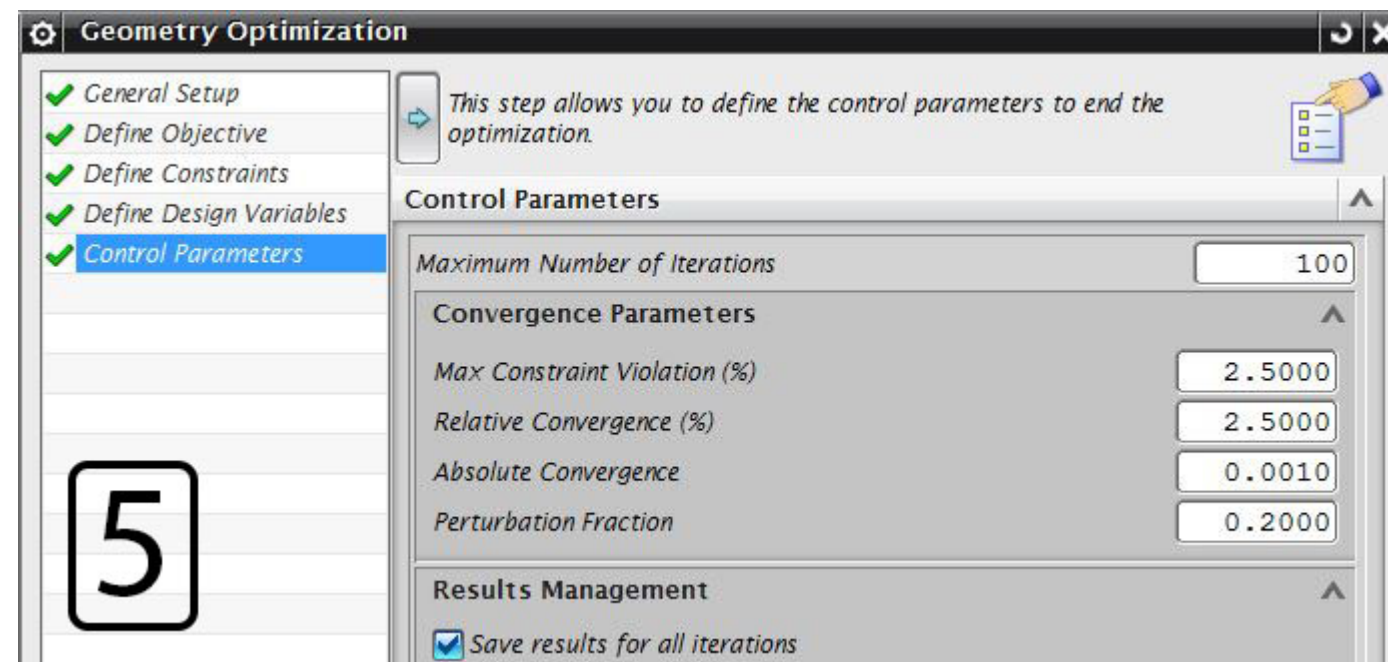 Geometry Optimization
General Setup
Define Objective
Define Constraints
Define Design Variables
Control Parameters
5
This step allows you to define the control parameters to end the
optimization.
Control Parameters
Maximum Number of Iterations 100
Convergence Parameters
Max Constraint Violation (%) 2.5000
Relative Convergence (%) 2.5000
Absolute Convergence 0.0010
Perturbation Fraction 0.2000
Results Management
Save results for all iterations